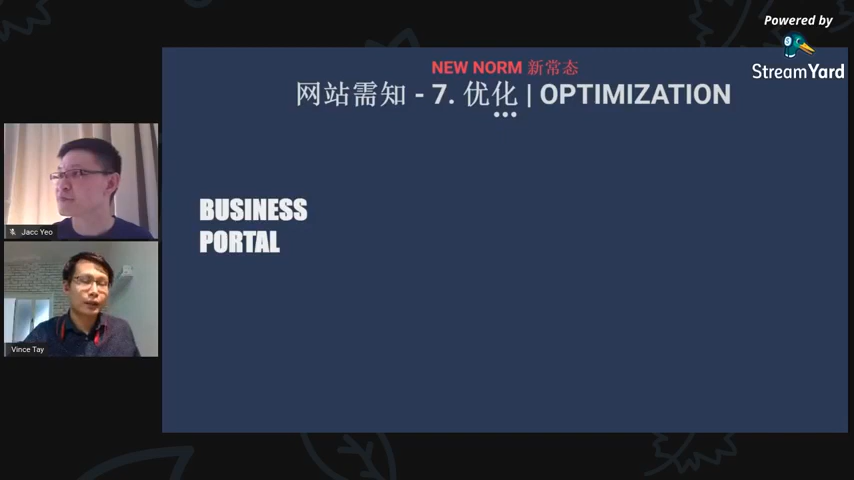 Powered by
StreamYard
NEW NORM 新常态
网站需知 - 7. 优化 | OPTIMIZATION
BUSINESS
PORTAL
Jacc Yeo
Vince Tay